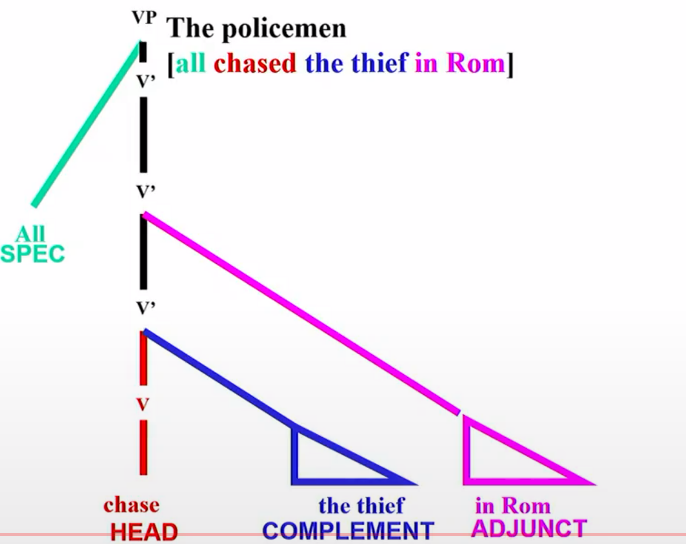 VP
The policemen
[all chased the thief in Rom]
V’
V’
All
SPEC
V’
V
chase
HEAD
the thief
COMPLEMENT
in Rom
ADJUNCT